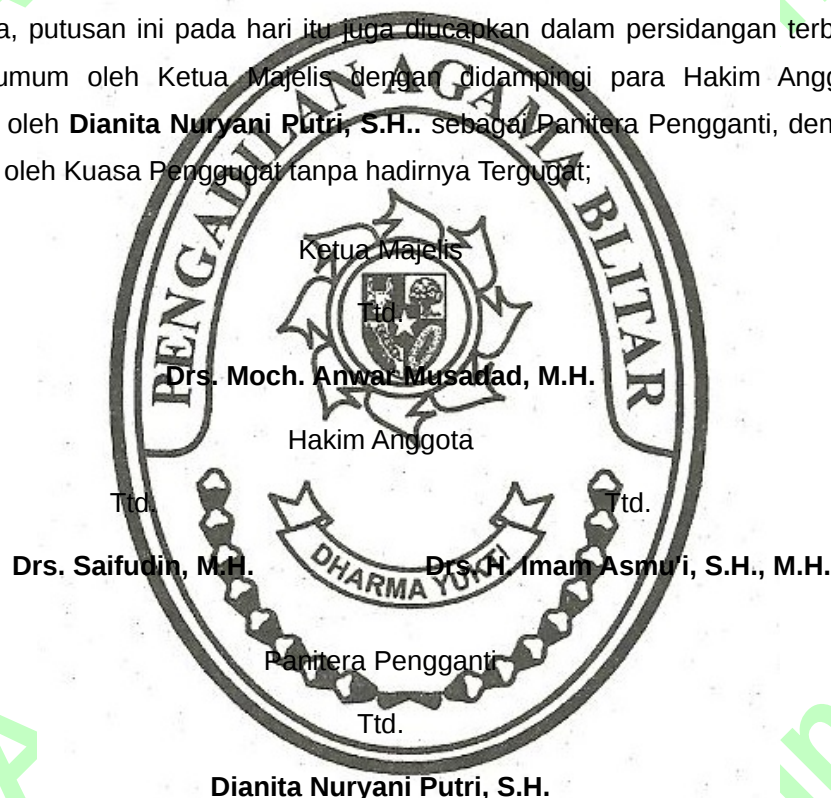 a, putusan ini pada hari itu juga diucapkan dalam persidangan terb
umum oleh Ketua Majelis dengan didampingi para Hakim Angg
oleh Dianita Nuryani Putri, S.H.. sebagai Panitera Pengganti, den
oleh Kuasa Penggugat tanpa hadirnya Tergugat;
PENGADILAN AGAMA BLITAR
Ketua Majelis
Ttd.
Drs. Moch. Anwar Musadad, M.H.
Hakim Anggota
Ttd. Ttd.
Drs. Saifudin, M.H. Drs. H. Imam Asmu'i, S.H., M.H.
DHARMA YUKTI
Panitera Pengganti
Ttd.
Dianita Nuryani Putri, S.H.